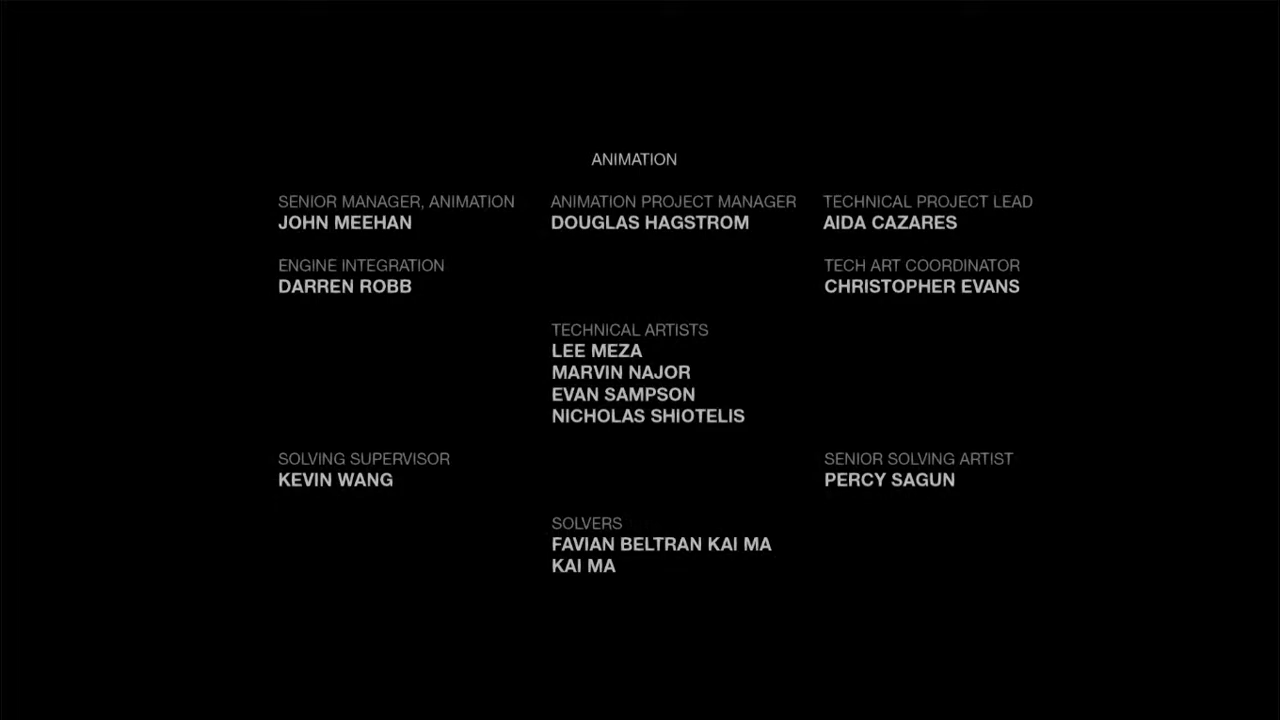 ANIMATION
SENIOR MANAGER, ANIMATION
JOHN MEEHAN
ANIMATION PROJECT MANAGER
DOUGLAS HAGSTROM
TECHNICAL PROJECT LEAD
AIDA CAZARES
ENGINE INTEGRATION
DARREN ROBB
TECH ART COORDINATOR
CHRISTOPHER EVANS
TECHNICAL ARTISTS
LEE MEZA
MARVIN NAJOR
EVAN SAMPSON
NICHOLAS SHIOTELIS
SOLVING SUPERVISOR
KEVIN WANG
SENIOR SOLVING ARTIST
PERCY SAGUN
SOLVERS
FAVIAN BELTRAN KAI MA
KAI MA